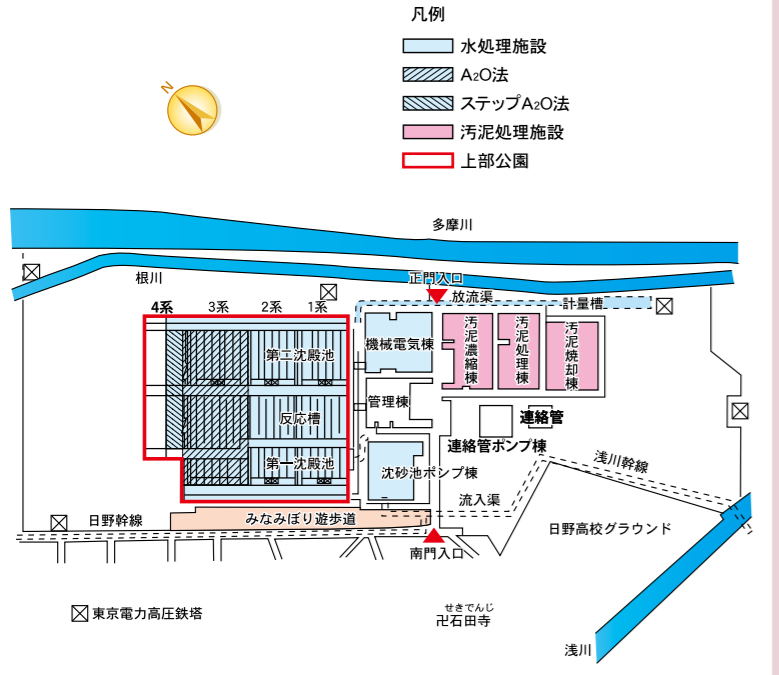 凡例
水処理施設
A2O法
ステップA2O法
汚泥処理施設
上部公園
N
多摩川
根川
正門入口
放流渠
計量槽
4系
3系
2系
1系
第二沈殿池
反応槽
第一沈殿池
機械電気棟
汚泥濃縮棟
汚泥処理棟
汚泥焼却棟
管理棟
連絡管
連絡管ポンプ棟
沈砂池ポンプ棟
浅川幹線
流入渠
日野幹線
みなみぼり遊歩道
日野高校グラウンド
南門入口
東京電力高圧鉄塔
せきでんじ
卍石田寺
浅川